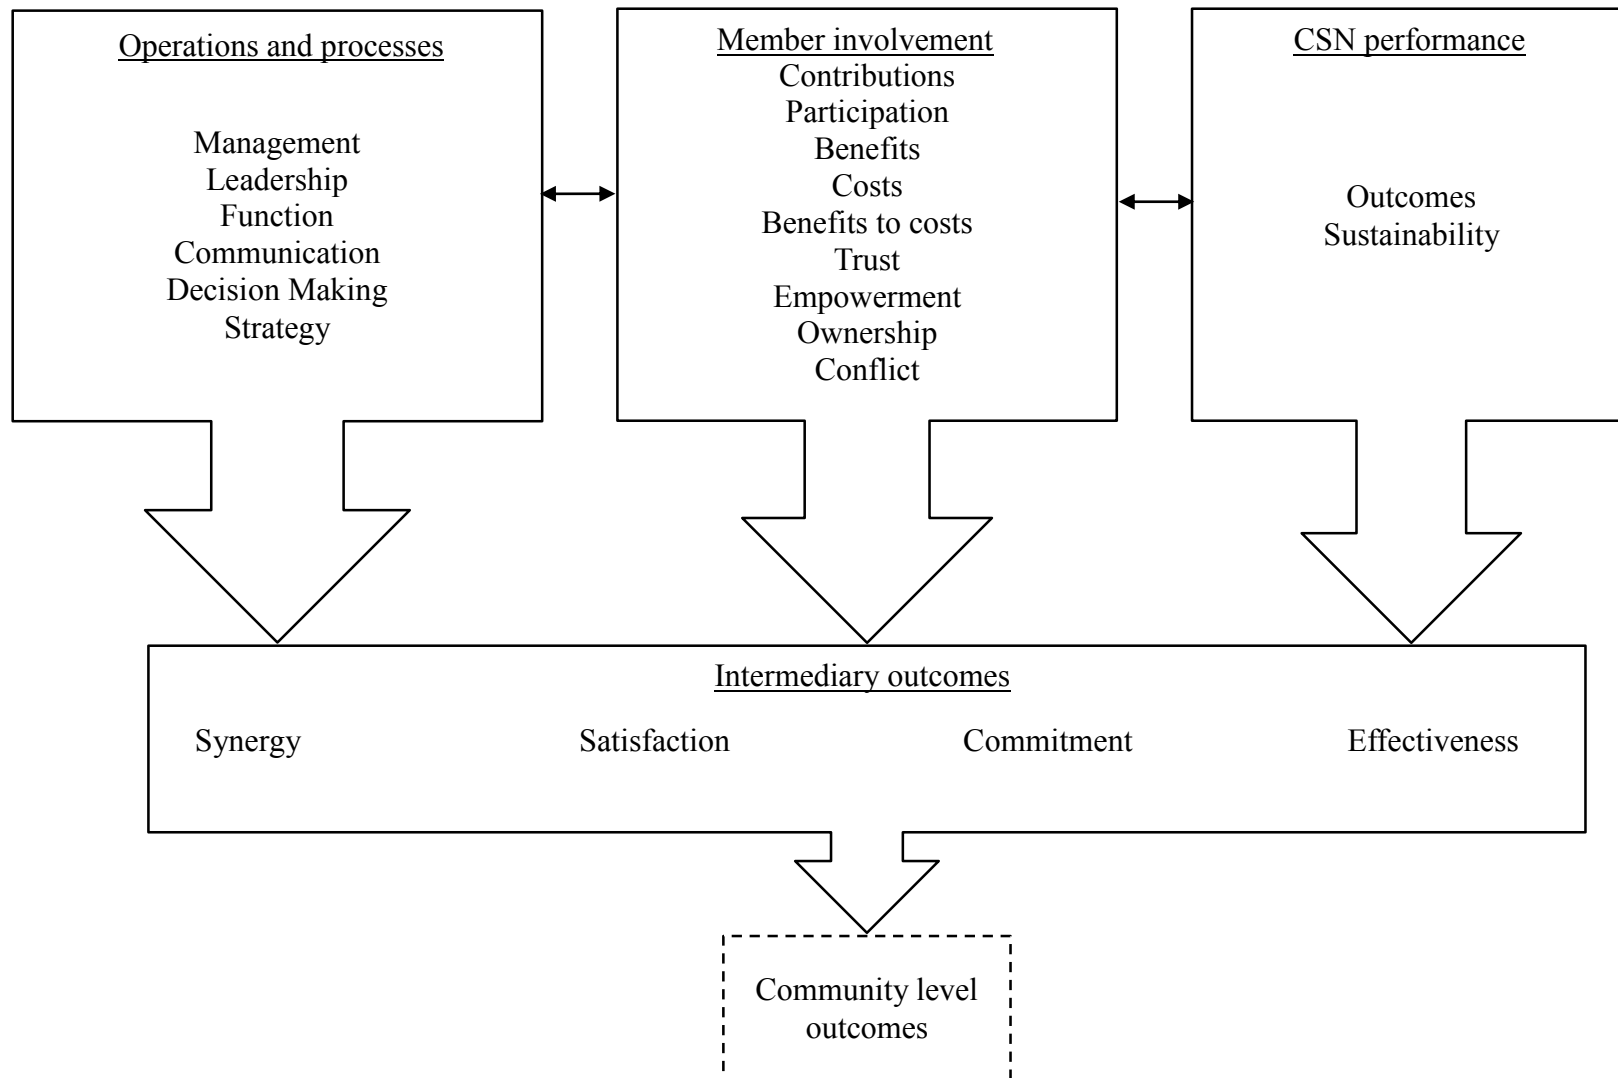 Operations and processes
Management
Leadership
Function
Communication
Decision Making
Strategy
Member involvement
Contributions
Participation
Benefits
Costs
Benefits to costs
Trust
Empowerment
Ownership
Conflict
CSN performance
Outcomes
Sustainability
Intermediary outcomes
Synergy
Satisfaction
Commitment
Effectiveness
Community level
outcomes